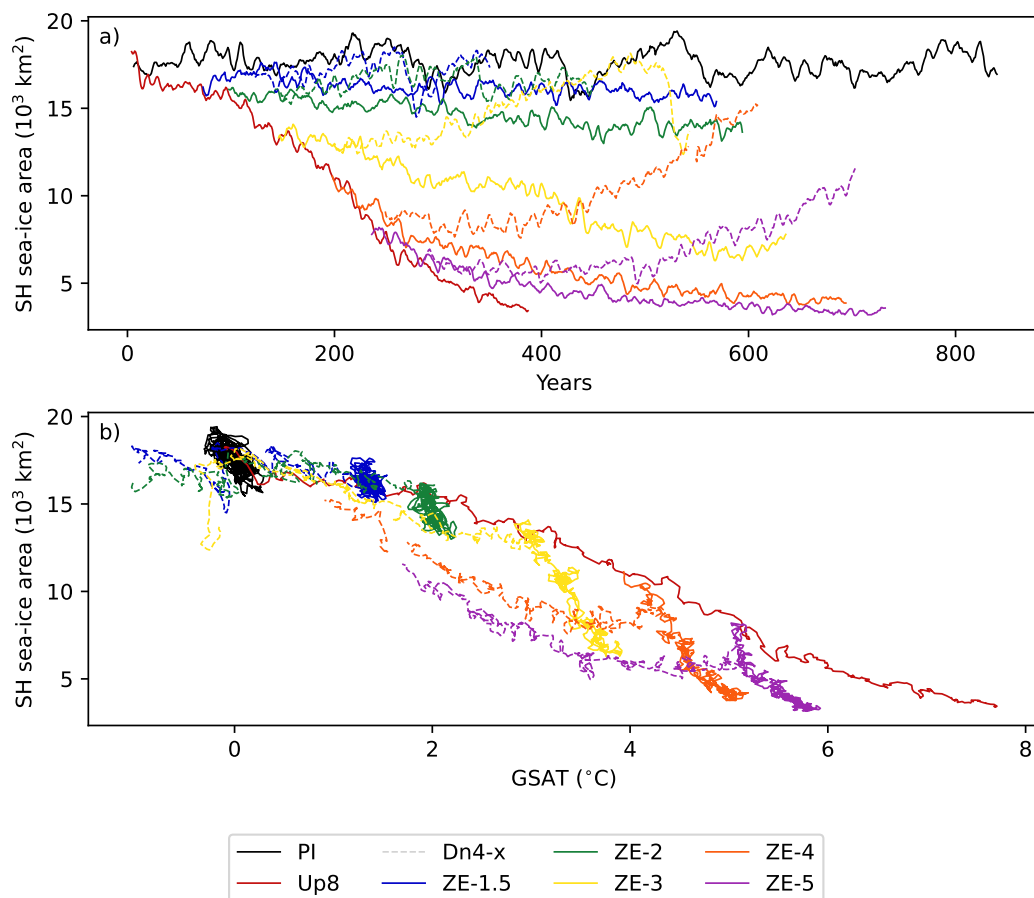 a)
SH sea-ice area (10³ km²)
20
15
10
5
0
200
400
600
800
Years
b)
SH sea-ice area (10³ km²)
20
15
10
5
0
2
4
6
8
GSAT (°C)
PI
Dn4-x
ZE-2
ZE-4
Up8
ZE-1.5
ZE-3
ZE-5